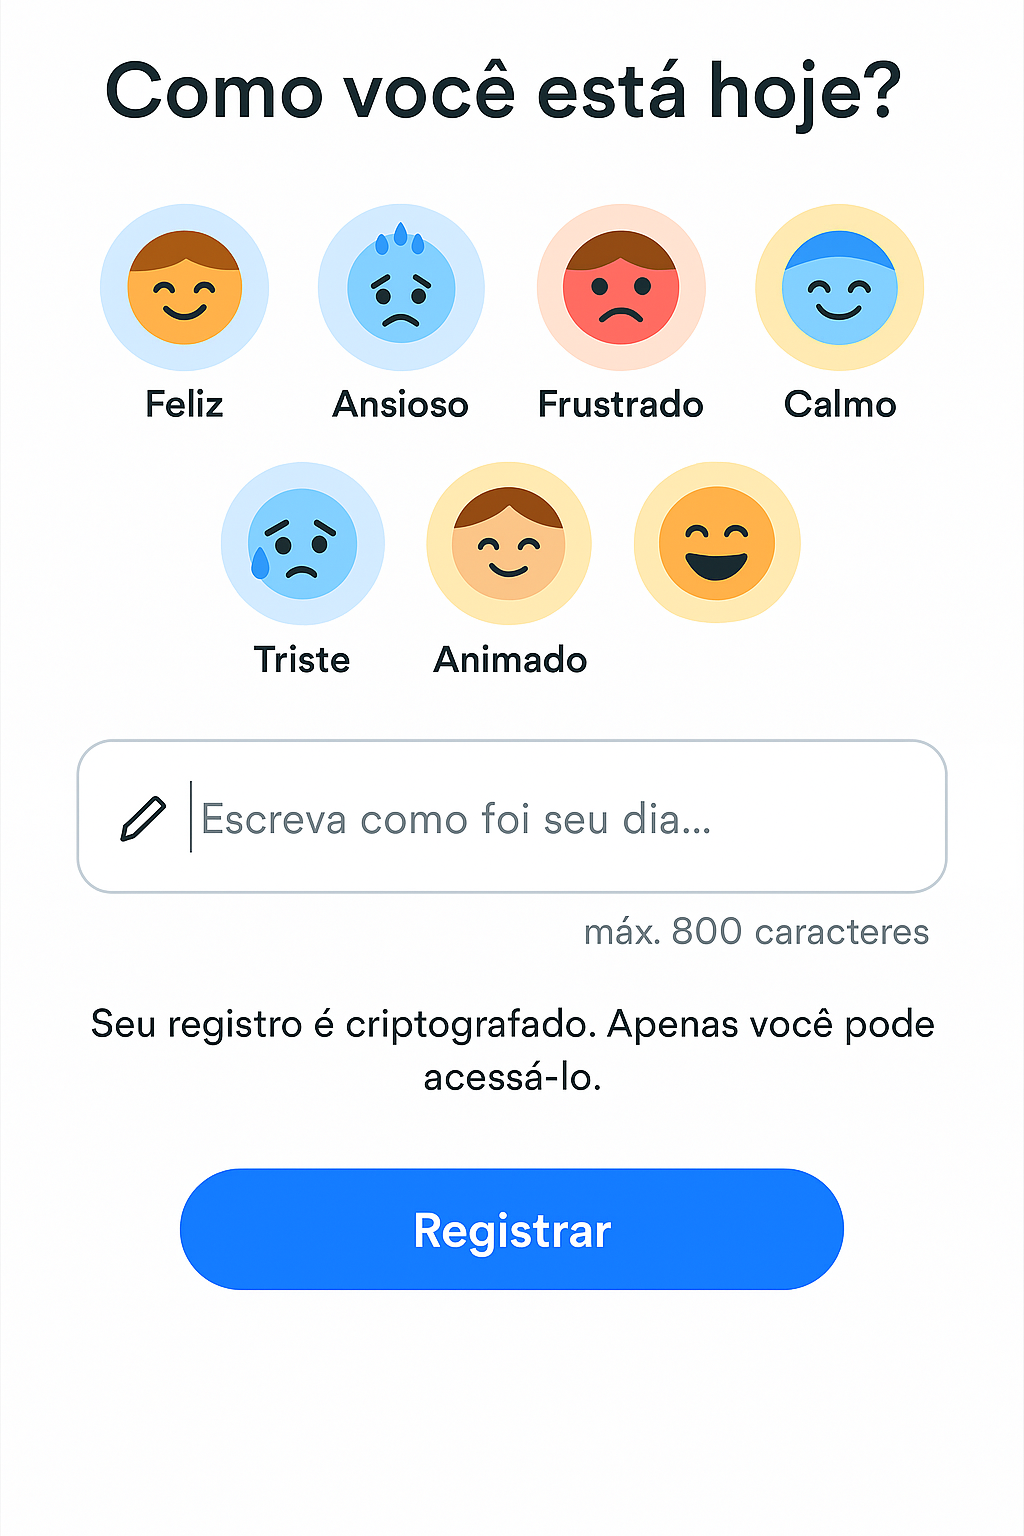 Como você está hoje?
Feliz
Ansioso
Frustrado
Calmo
Triste
Animado
Escreva como foi seu dia...
máx. 800 caracteres
Seu registro é criptografado. Apenas você pode
acessá-lo.
Registrar